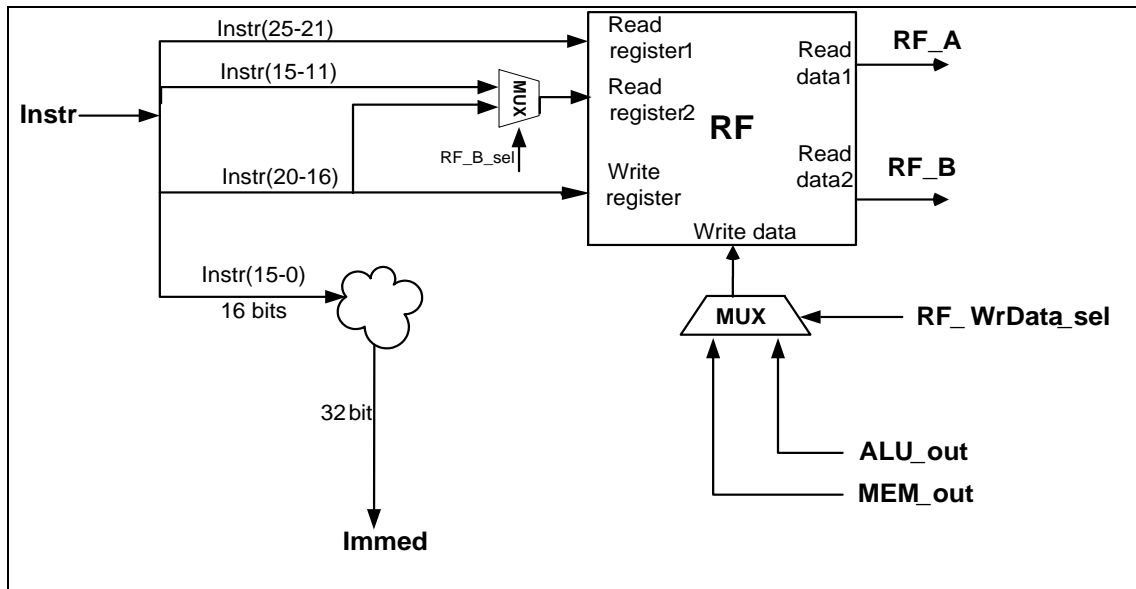 Instr(25-21)
Read
register1
Read
data1
RF_A
Instr(15-11)
MUX
Read
register2
Instr
RF
RF_B_sel
Instr(20-16)
Write
register
Read
data2
RF_B
Write data
Instr(15-0)
16 bits
MUX
RF_ WrData_sel
32 bit
ALU_out
MEM_out
Immed